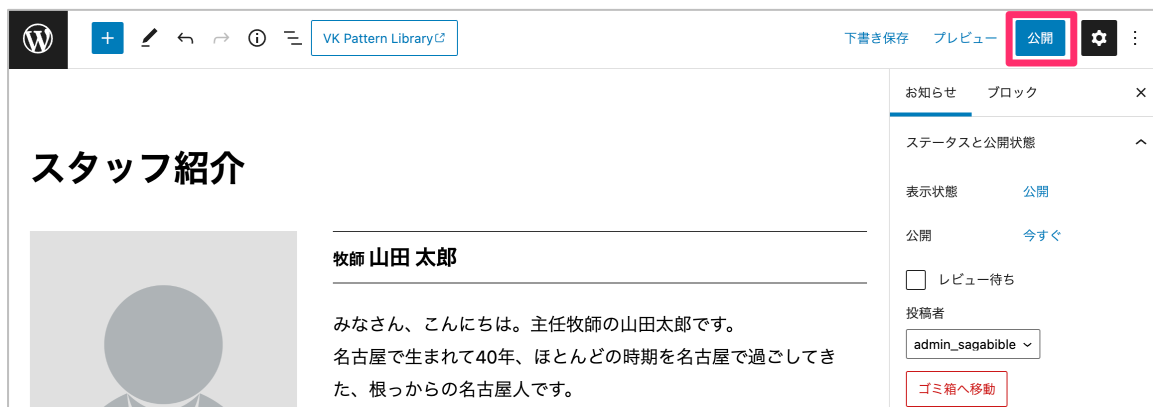 VK Pattern Library
下書き保存 プレビュー 公開
お知らせ ブロック
ステータスと公開状態
表示状態 公開
公開 今すぐ
レビュー待ち
投稿者
admin_sagabible
ゴミ箱へ移動
スタッフ紹介
牧師 山田 太郎
みなさん、こんにちは。主任牧師の山田太郎です。
名古屋で生まれて40年、ほとんどの時期を名古屋で過ごしてき
た、根っからの名古屋人です。